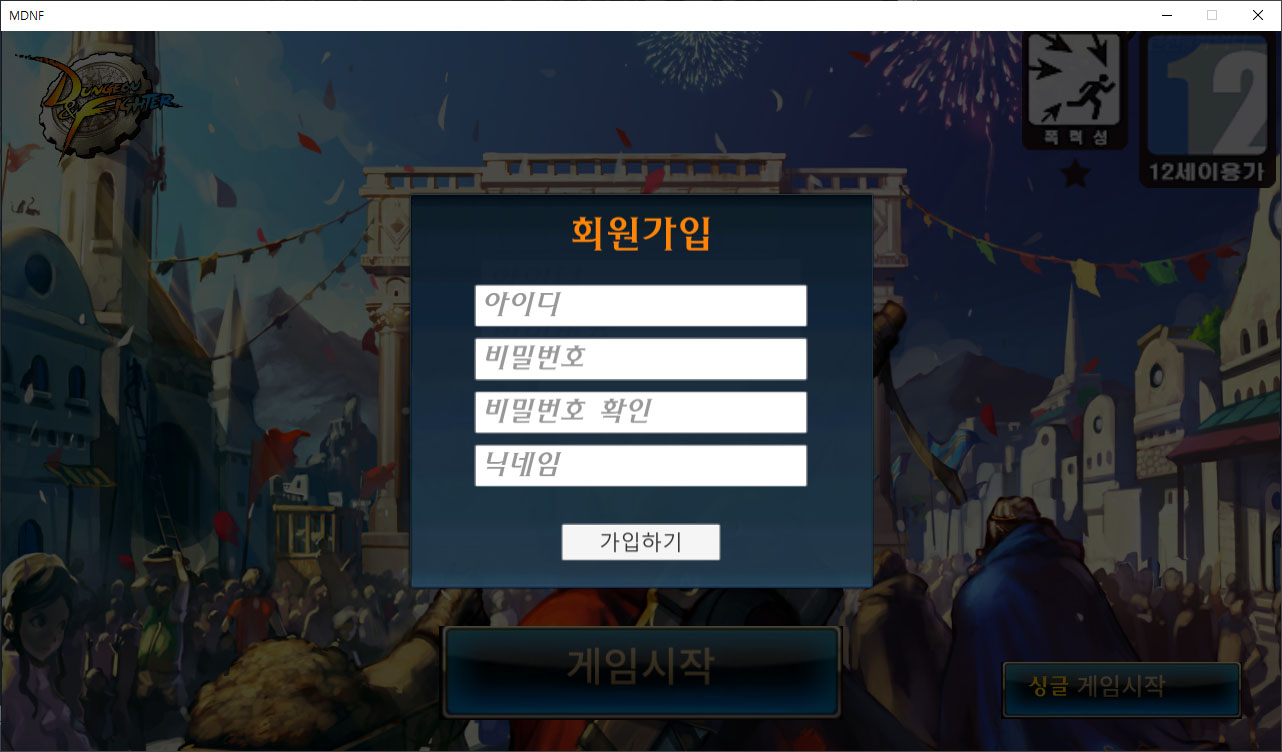 MDNF
DUNGEON
& FIGHTER
폭력성
12
12세이용가
회원가입
아이디
비밀번호
비밀번호 확인
닉네임
가입하기
게임시작
싱글 게임시작